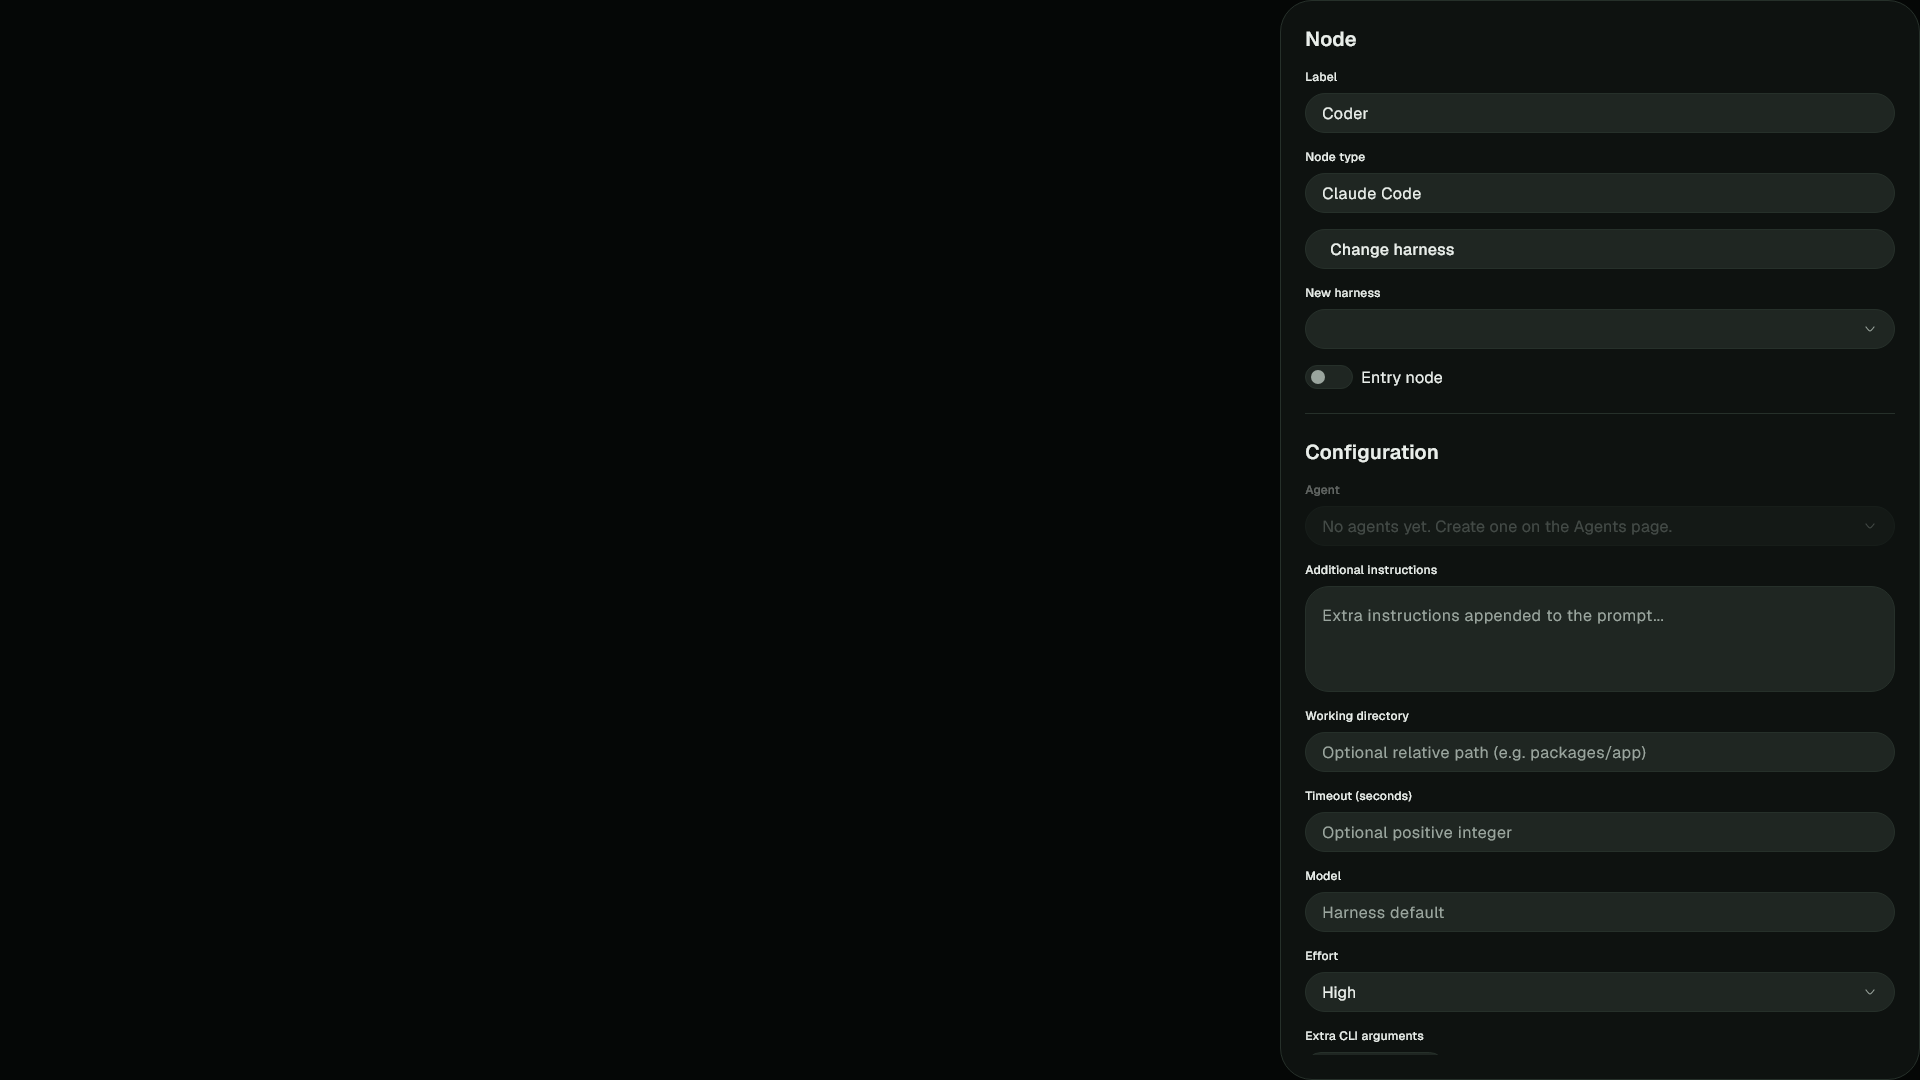 Node
Label
Coder
Node type
Claude Code
Change harness
New harness
Entry node
Configuration
Agent
No agents yet. Create one on the Agents page.
Additional instructions
Extra instructions appended to the prompt...
Working directory
Optional relative path (e.g. packages/app)
Timeout (seconds)
Optional positive integer
Model
Harness default
Effort
High
Extra CLI arguments